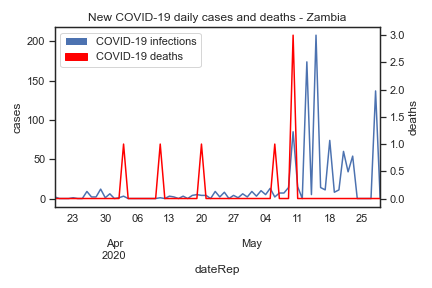 New COVID-19 daily cases and deaths - Zambia
COVID-19 infections
COVID-19 deaths
cases
200
150
100
50
0
deaths
3.0
2.5
2.0
1.5
1.0
0.5
0.0
23 30 06 13 20 27 04 11 18 25
Apr May
2020
dateRep